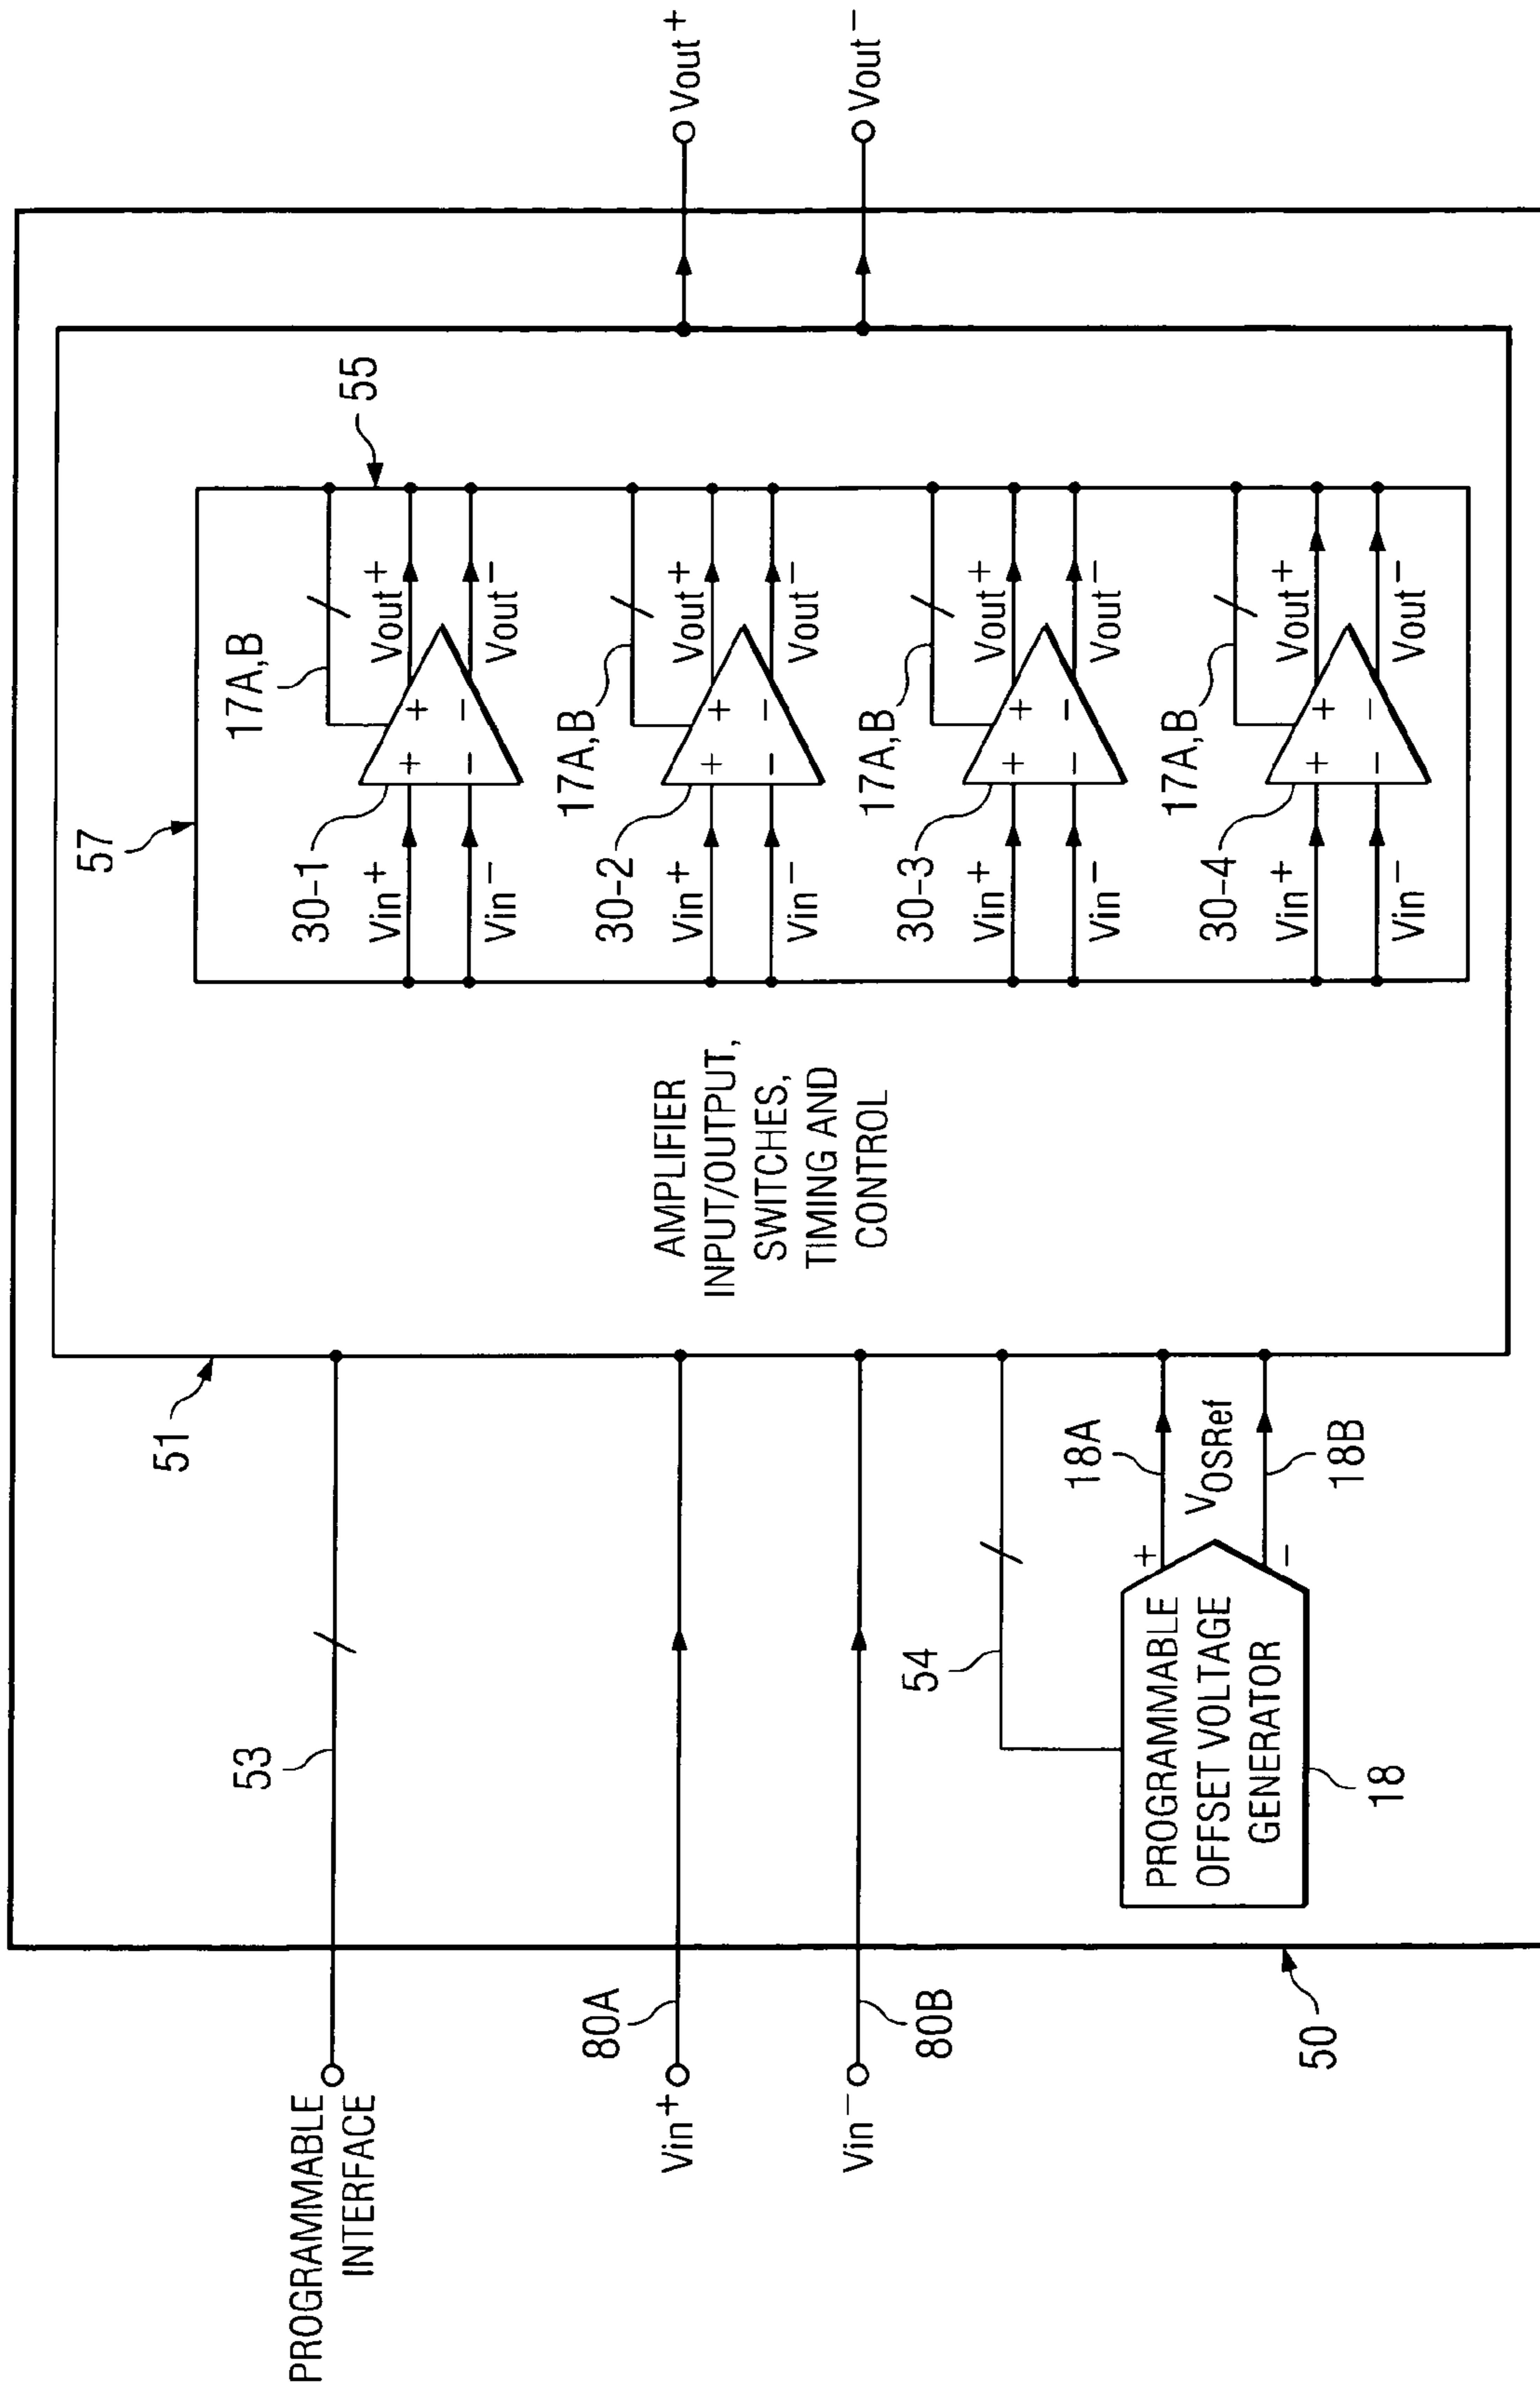 PROGRAMMABLE
INTERFACE
53
Vin+
80A
Vin−
80B
50
PROGRAMMABLE
OFFSET VOLTAGE
GENERATOR
18
54
+
−
18A
VOSRef
18B
51
AMPLIFIER
INPUT/OUTPUT,
SWITCHES,
TIMING AND
CONTROL
57
55
30-1
17A,B
Vin+
+
+
Vout+
Vin−
−
−
Vout−
30-2
17A,B
Vin+
+
+
Vout+
Vin−
−
−
Vout−
30-3
17A,B
Vin+
+
+
Vout+
Vin−
−
−
Vout−
30-4
17A,B
Vin+
+
+
Vout+
Vin−
−
−
Vout−
Vout+
Vout−